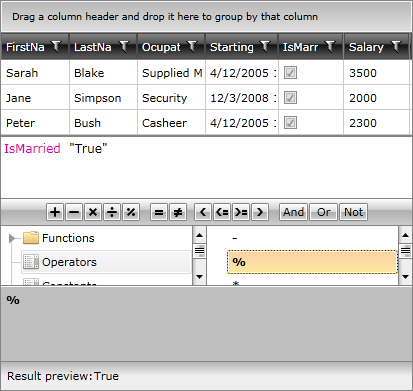 Drag a column header and drop it here to group by that column
FirstNa LastNa Ocupat Starting IsMarr Salary
Sarah Blake Supplied M 4/12/2005 3500
Jane Simpson Security 12/3/2008 2000
Peter Bush Casheer 4/12/2005 2300
IsMarried "True"
+ − × ÷ % = ≠ < <= >= > And Or Not
Functions -
Operators %
Constants *
%
Result preview:True